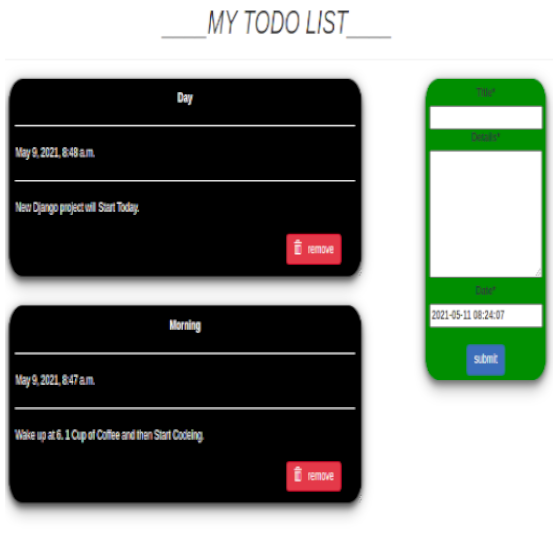 ____MY TODO LIST____
Day
May 9, 2021, 8:48 a.m.
New Django project will Start Today.
remove
Morning
May 9, 2021, 8:47 a.m.
Wake up at 6. 1 Cup of Coffee and then Start Codeing.
remove
Title*
Details*
Date*
2021-05-11 08:24:07
submit